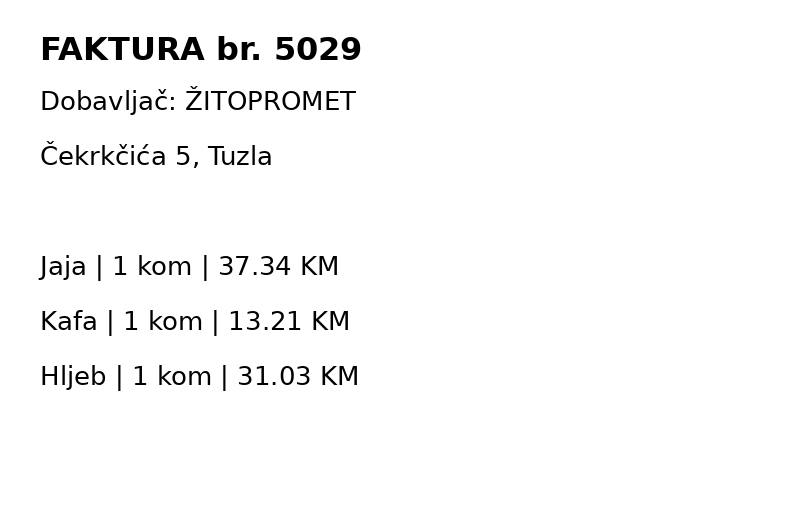 FAKTURA br. 5029
Dobavljač: ŽITOPROMET
Čekrkčića 5, Tuzla
Jaja | 1 kom | 37.34 KM
Kafa | 1 kom | 13.21 KM
Hljeb | 1 kom | 31.03 KM